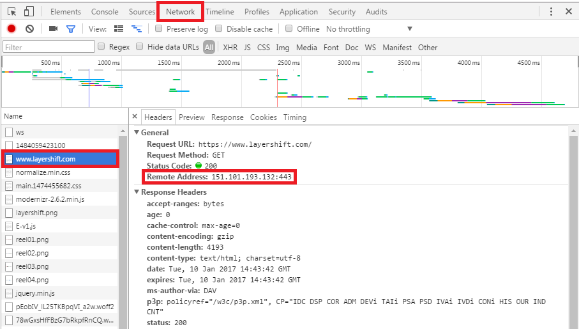 Elements Console Sources Network Timeline Profiles Application Security Audits
View: Preserve log Disable cache Offline No throttling
Filter Regex Hide data URLs All XHR JS CSS Img Media Font Doc WS Manifest Other
500 ms 1000 ms 1500 ms 2000 ms 2500 ms 3000 ms 3500 ms 4000 ms 4500 ms
Name
ws
1484059423100
www.layershift.com
normalize.min.css
main.1474455682.css
modernizr-2.6.2.min.js
layershift.png
E-v1.js
reel01.png
reel02.png
reel03.png
reel04.png
jquery.min.js
Headers Preview Response Cookies Timing
General
Request URL: https://www.layershift.com/
Request Method: GET
Status Code: 200
Remote Address: 151.101.193.132:443
Response Headers
accept-ranges: bytes
age: 0
cache-control: max-age=0
content-encoding: gzip
content-length: 4193
content-type: text/html; charset=utf-8
date: Tue, 10 Jan 2017 14:43:42 GMT
expires: Tue, 10 Jan 2017 14:43:42 GMT
ms-author-via: DAV
p3p: policyref="/w3c/p3p.xml", CP="IDC DSP COR ADM DEVi TAIi PSA PSD IVAi IVDi CONi HIS OUR IND
CNT"
status: 200